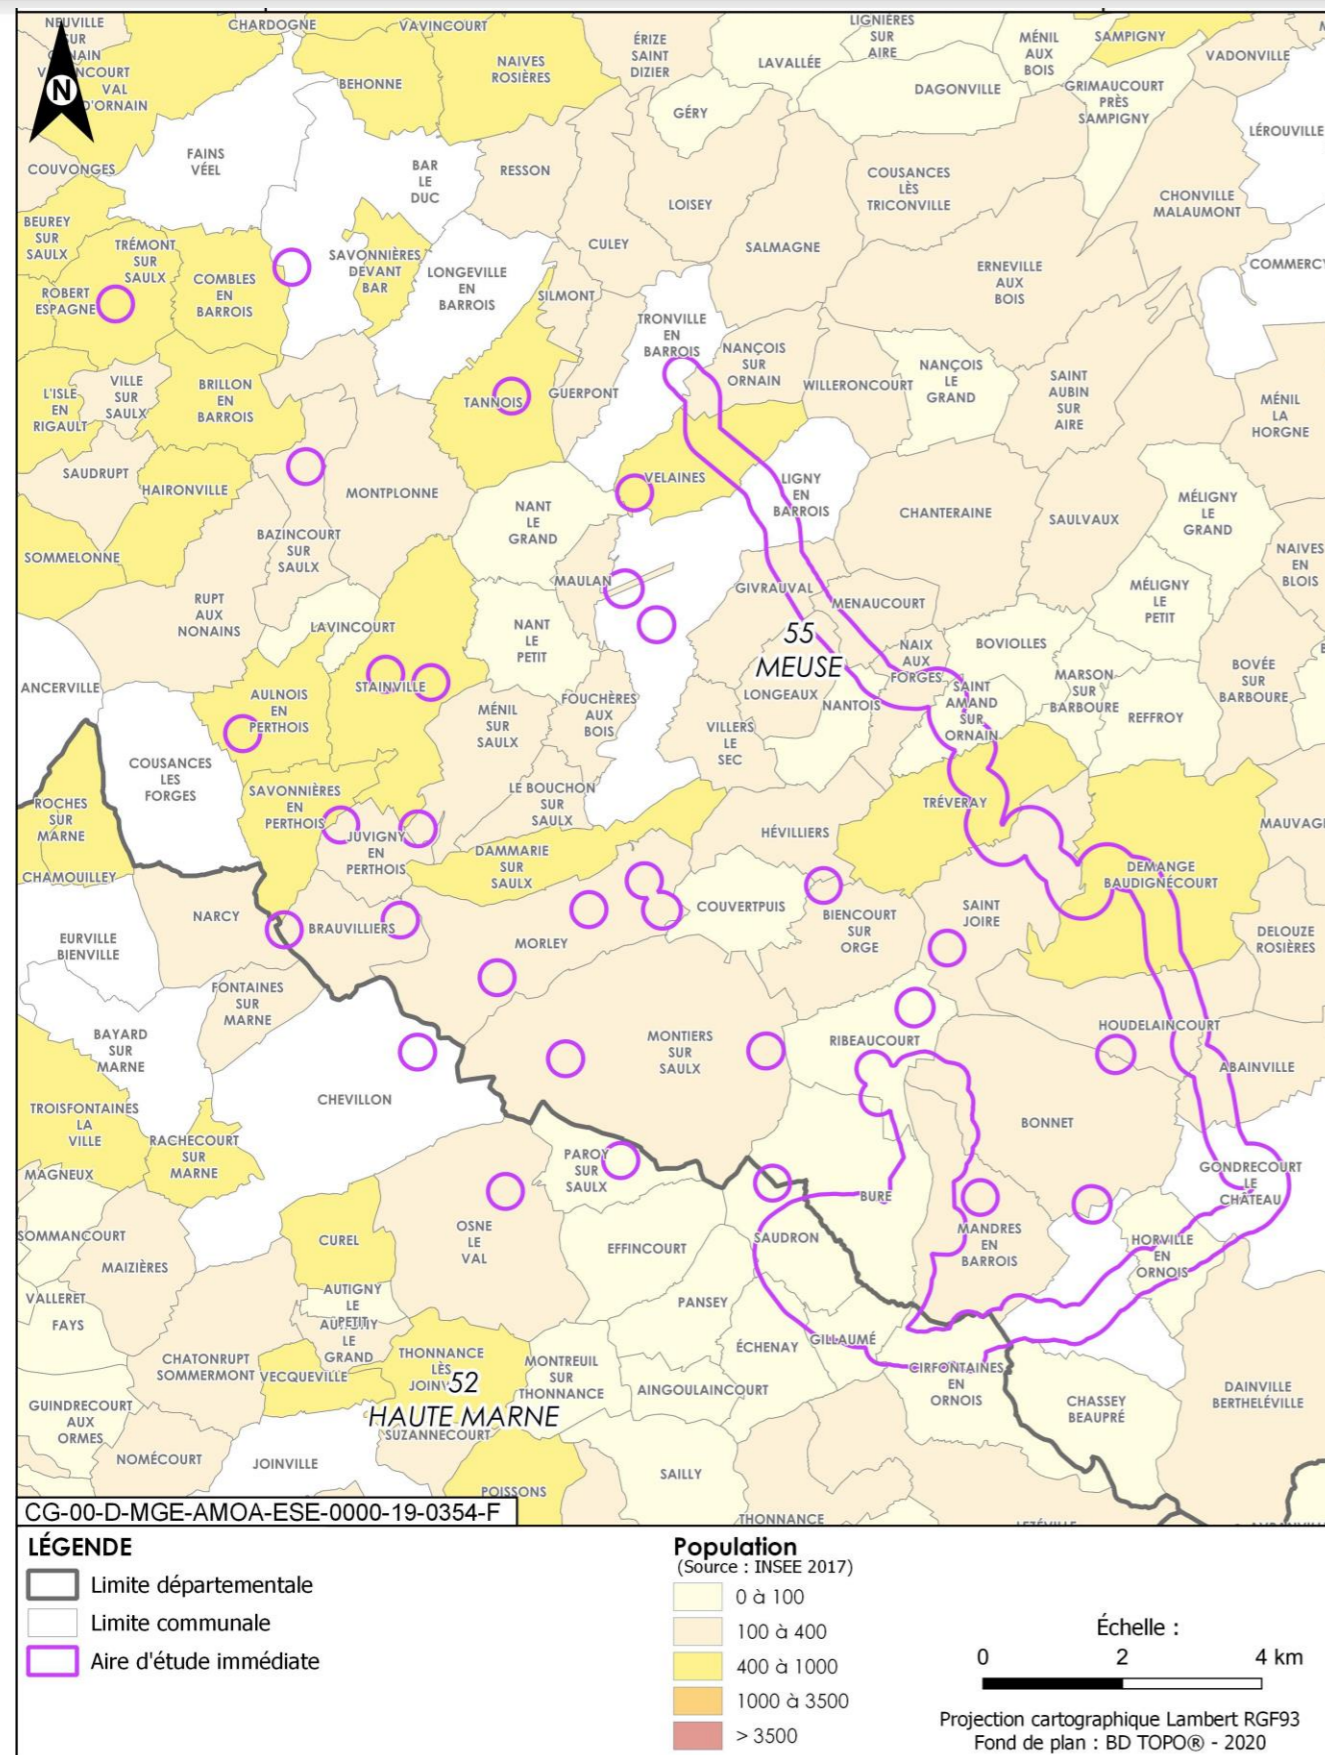 NEUVILLE
SUR
ORNAIN
CHARDOGNE
VAVINCOURT
VAL
D'ORNAIN
BEHONNE
NAIVES
ROSIÈRES
ÉRIZE
SAINT
DIZIER
LAVALLÉE
LIGNIÈRES
SUR
AIRE
MÉNIL
AUX
BOIS
SAMPIGNY
VADONVILLE
N
GÉRY
DAGONVILLE
GRIMAUCOURT
PRÈS
SAMPIGNY
LÉROUVILLE
COUVONGES
FAINS
VÉEL
BAR
LE
DUC
RESSON
LOISEY
COUSANCES
LÈS
TRICONVILLE
CHONVILLE
MALAUMONT
BEUREY
SUR
SAULX
TRÉMONT
SUR
SAULX
COMBLES
EN
BARROIS
SAVONNIÈRES
DEVANT
BAR
LONGEVILLE
EN
BARROIS
CULEY
SALMAGNE
ERNEVILLE
AUX
BOIS
COMMERCY
ROBERT
ESPAGNE
SILMONT
TRONVILLE
EN
BARROIS
NANÇOIS
SUR
ORNAIN
WILLERONCOURT
NANÇOIS
LE
GRAND
SAINT
AUBIN
SUR
AIRE
MÉNIL
LA
HORGNE
L'ISLE
EN
RIGAULT
VILLE
SUR
SAULX
BRILLON
EN
BARROIS
TANNOIS
GUERPONT
SAUDRUPT
HAIRONVILLE
MONTPLONNE
VELAINES
LIGNY
EN
BARROIS
CHANTERAINE
SAULVAUX
MÉLIGNY
LE
GRAND
NANT
LE
GRAND
SOMMELONNE
BAZINCOURT
SUR
SAULX
MAULAN
GIVRAUVAL
MENAUCOURT
MÉLIGNY
LE
PETIT
NAIVES
EN
BLOIS
RUPT
AUX
NONAINS
LAVINCOURT
NANT
LE
PETIT
55
MEUSE
NAIX
AUX
FORGES
BOVIOLLES
BOVÉE
SUR
BARBOURE
ANCERVILLE
AULNOIS
EN
PERTHOIS
STAINVILLE
MÉNIL
SUR
SAULX
FOUCHÈRES
AUX
BOIS
LONGEAUX
NANTOIS
SAINT
AMAND
SUR
ORNAIN
MARSON
SUR
BARBOURE
REFFROY
VILLERS
LE
SEC
COUSANCES
LES
FORGES
SAVONNIÈRES
EN
PERTHOIS
LE BOUCHON
SUR
SAULX
TRÉVERAY
ROCHES
SUR
MARNE
JUVIGNY
EN
PERTHOIS
HÉVILLIERS
MAUVAGES
CHAMOUILLEY
DAMMARIE
SUR
SAULX
DEMANGE
BAUDIGNÉCOURT
NARCY
BRAUVILLIERS
MORLEY
COUVERTPUIS
BIENCOURT
SUR
ORGE
SAINT
JOIRE
DELOUZE
ROSIÈRES
EURVILLE
BIENVILLE
FONTAINES
SUR
MARNE
BAYARD
SUR
MARNE
MONTIERS
SUR
SAULX
RIBEAUCOURT
HOUDELAINCOURT
ABAINVILLE
CHEVILLON
TROISFONTAINES
LA
VILLE
RACHECOURT
SUR
MARNE
BONNET
MAGNEUX
PAROY
SUR
SAULX
GONDRECOURT
LE
CHÂTEAU
BURE
SOMMANCOURT
CUREL
OSNE
LE
VAL
EFFINCOURT
SAUDRON
MANDRES
EN
BARROIS
HORVILLE
EN
ORNOIS
MAIZIÈRES
VALLERET
FAYS
AUTIGNY
LE
PETIT
LE
GRAND
PANSEY
ÉCHENAY
GILLAUMÉ
CHATONRUPT
SOMMERMONT
VECQUEVILLE
THONNANCE
LÈS
52
HAUTE MARNE
MONTREUIL
SUR
THONNANCE
AINGOULAINCOURT
CIRFONTAINES
EN
ORNOIS
CHASSEY
BEAUPRÉ
DAINVILLE
BERTHELÉVILLE
GUINDRECOURT
AUX
ORMES
SUZANNECOURT
NOMÉCOURT
JOINVILLE
SAILLY
POISSONS
THONNANCE
CG-00-D-MGE-AMOA-ESE-0000-19-0354-F
LÉGENDE
Limite départementale
Limite communale
Aire d'étude immédiate
Population
(Source : INSEE 2017)
0 à 100
100 à 400
400 à 1000
1000 à 3500
> 3500
Échelle :
0 2 4 km
Projection cartographique Lambert RGF93
Fond de plan : BD TOPO® - 2020